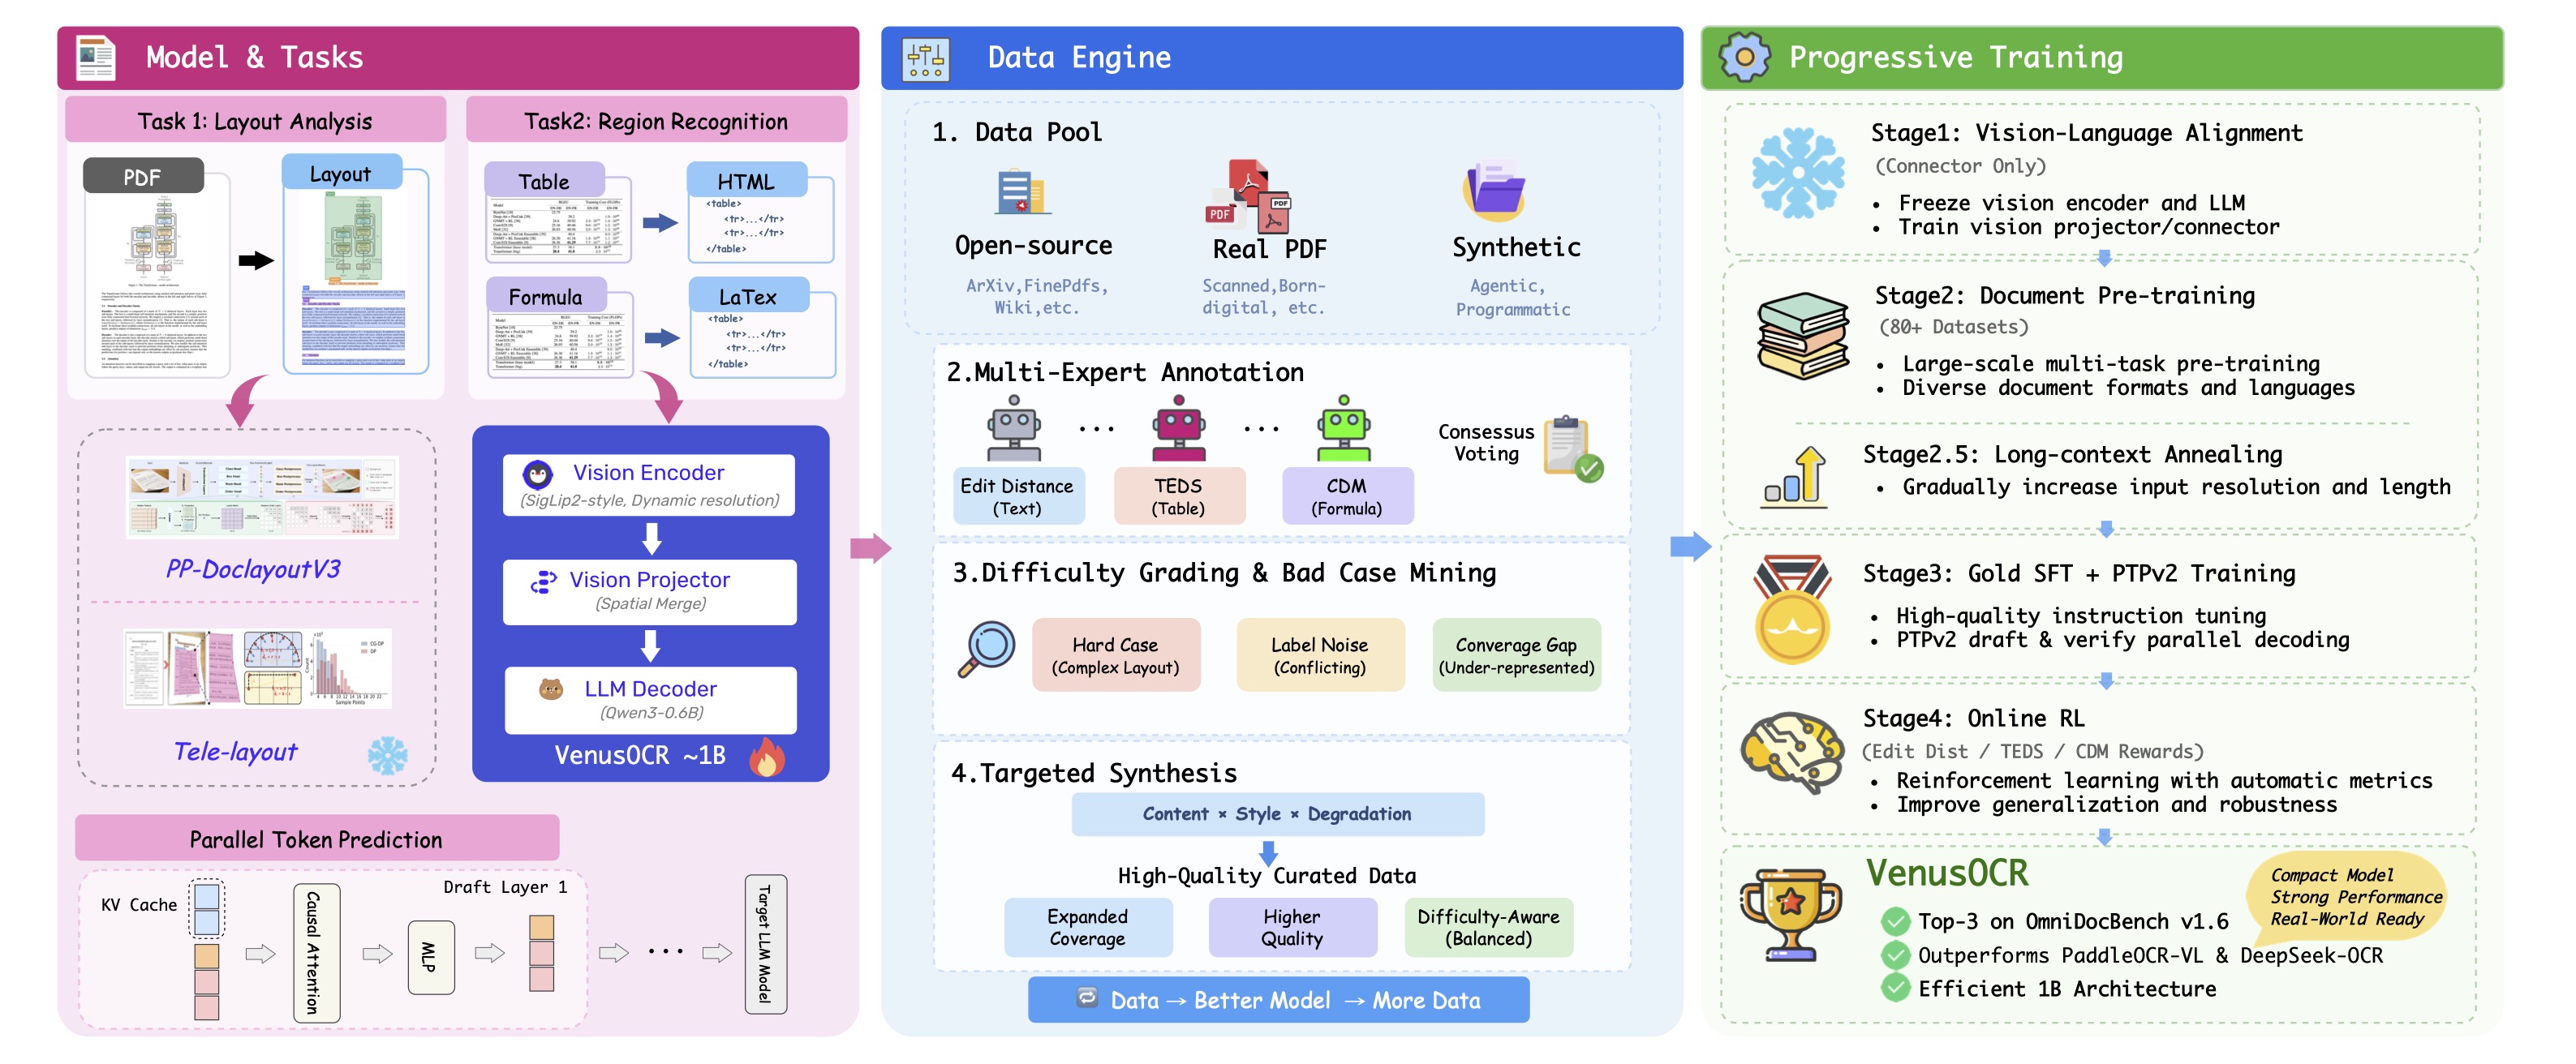 Model & Tasks
Task 1: Layout Analysis
PDF
Layout
Task2: Region Recognition
Table
HTML
<table>
<tr>...</tr>
<tr>...</tr>
</table>
Formula
LaTex
<table>
<tr>...</tr>
<tr>...</tr>
</table>
PP-DoclayoutV3
Tele-layout
Vision Encoder
(SigLip2-style, Dynamic resolution)
Vision Projector
(Spatial Merge)
LLM Decoder
(Qwen3-0.6B)
VenusOCR ~1B
Parallel Token Prediction
KV Cache
Causal Attention
MLP
Draft Layer 1
...
Target LLM Model
Data Engine
1. Data Pool
Open-source
ArXiv,FinePdfs,
Wiki,etc.
PDF
PDF
Real PDF
Scanned,Born-
digital, etc.
Synthetic
Agentic,
Programmatic
2.Multi-Expert Annotation
...
...
Edit Distance
(Text)
TEDS
(Table)
CDM
(Formula)
Consessus
Voting
3.Difficulty Grading & Bad Case Mining
Hard Case
(Complex Layout)
Label Noise
(Conflicting)
Converage Gap
(Under-represented)
4.Targeted Synthesis
Content × Style × Degradation
High-Quality Curated Data
Expanded
Coverage
Higher
Quality
Difficulty-Aware
(Balanced)
Data → Better Model → More Data
Progressive Training
Stage1: Vision-Language Alignment
(Connector Only)
• Freeze vision encoder and LLM
• Train vision projector/connector
Stage2: Document Pre-training
(80+ Datasets)
• Large-scale multi-task pre-training
• Diverse document formats and languages
Stage2.5: Long-context Annealing
• Gradually increase input resolution and length
Stage3: Gold SFT + PTPv2 Training
• High-quality instruction tuning
• PTPv2 draft & verify parallel decoding
Stage4: Online RL
(Edit Dist / TEDS / CDM Rewards)
• Reinforcement learning with automatic metrics
• Improve generalization and robustness
VenusOCR
Compact Model
Strong Performance
Real-World Ready
Top-3 on OmniDocBench v1.6
Outperforms PaddleOCR-VL & DeepSeek-OCR
Efficient 1B Architecture